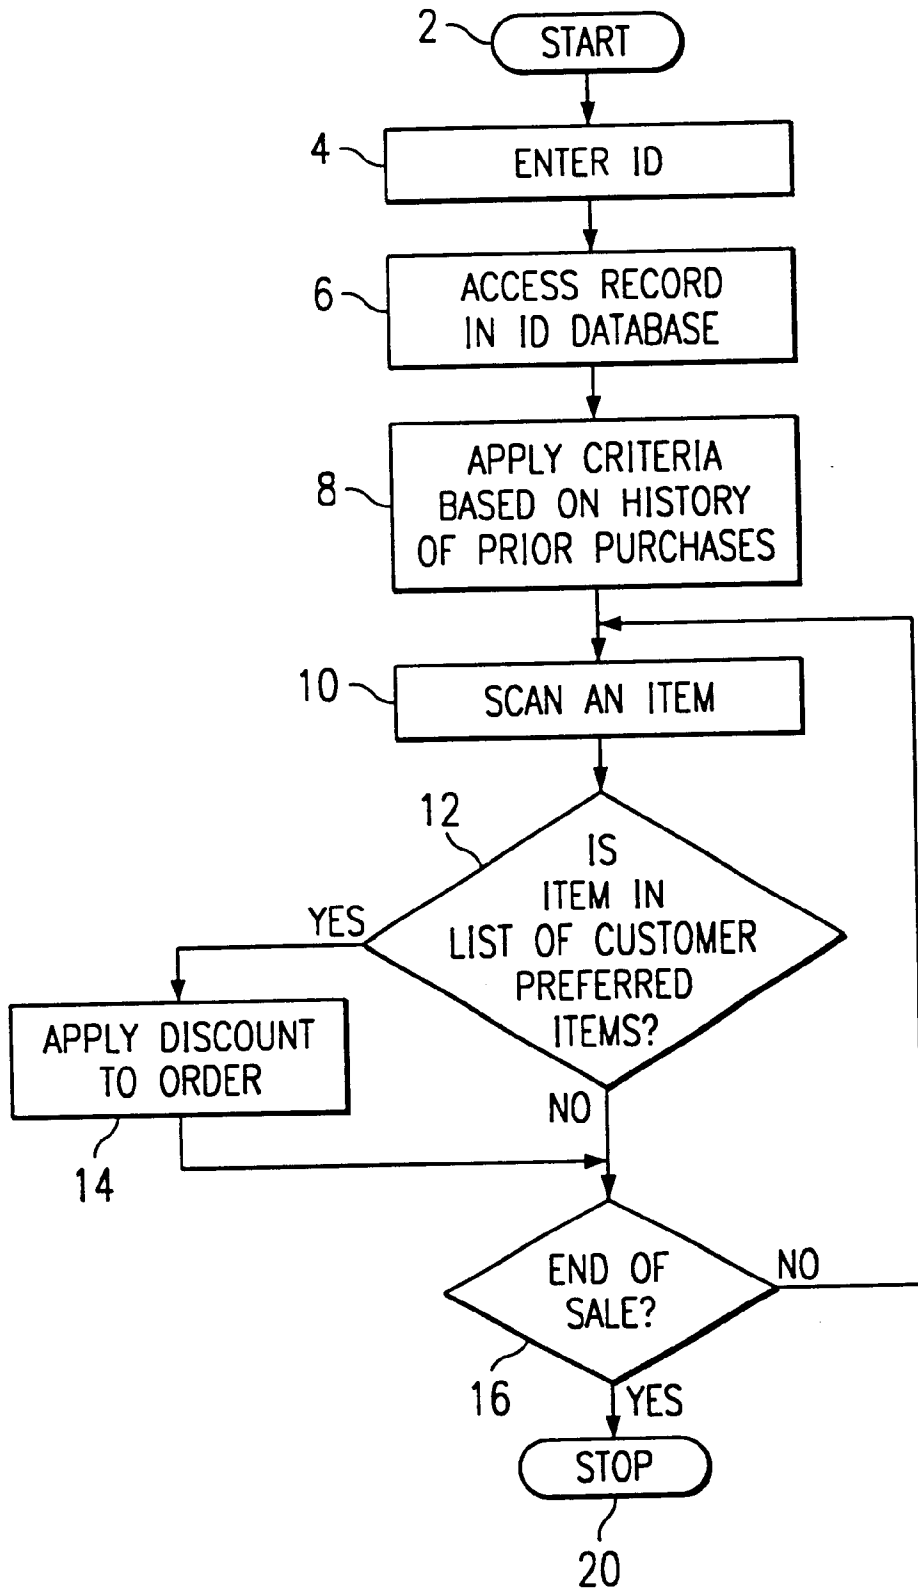 2
START
4
ENTER ID
6
ACCESS RECORD
IN ID DATABASE
8
APPLY CRITERIA
BASED ON HISTORY
OF PRIOR PURCHASES
10
SCAN AN ITEM
12
IS
ITEM IN
LIST OF CUSTOMER
PREFERRED
ITEMS?
YES
APPLY DISCOUNT
TO ORDER
14
NO
END OF
SALE?
NO
16
YES
STOP
20